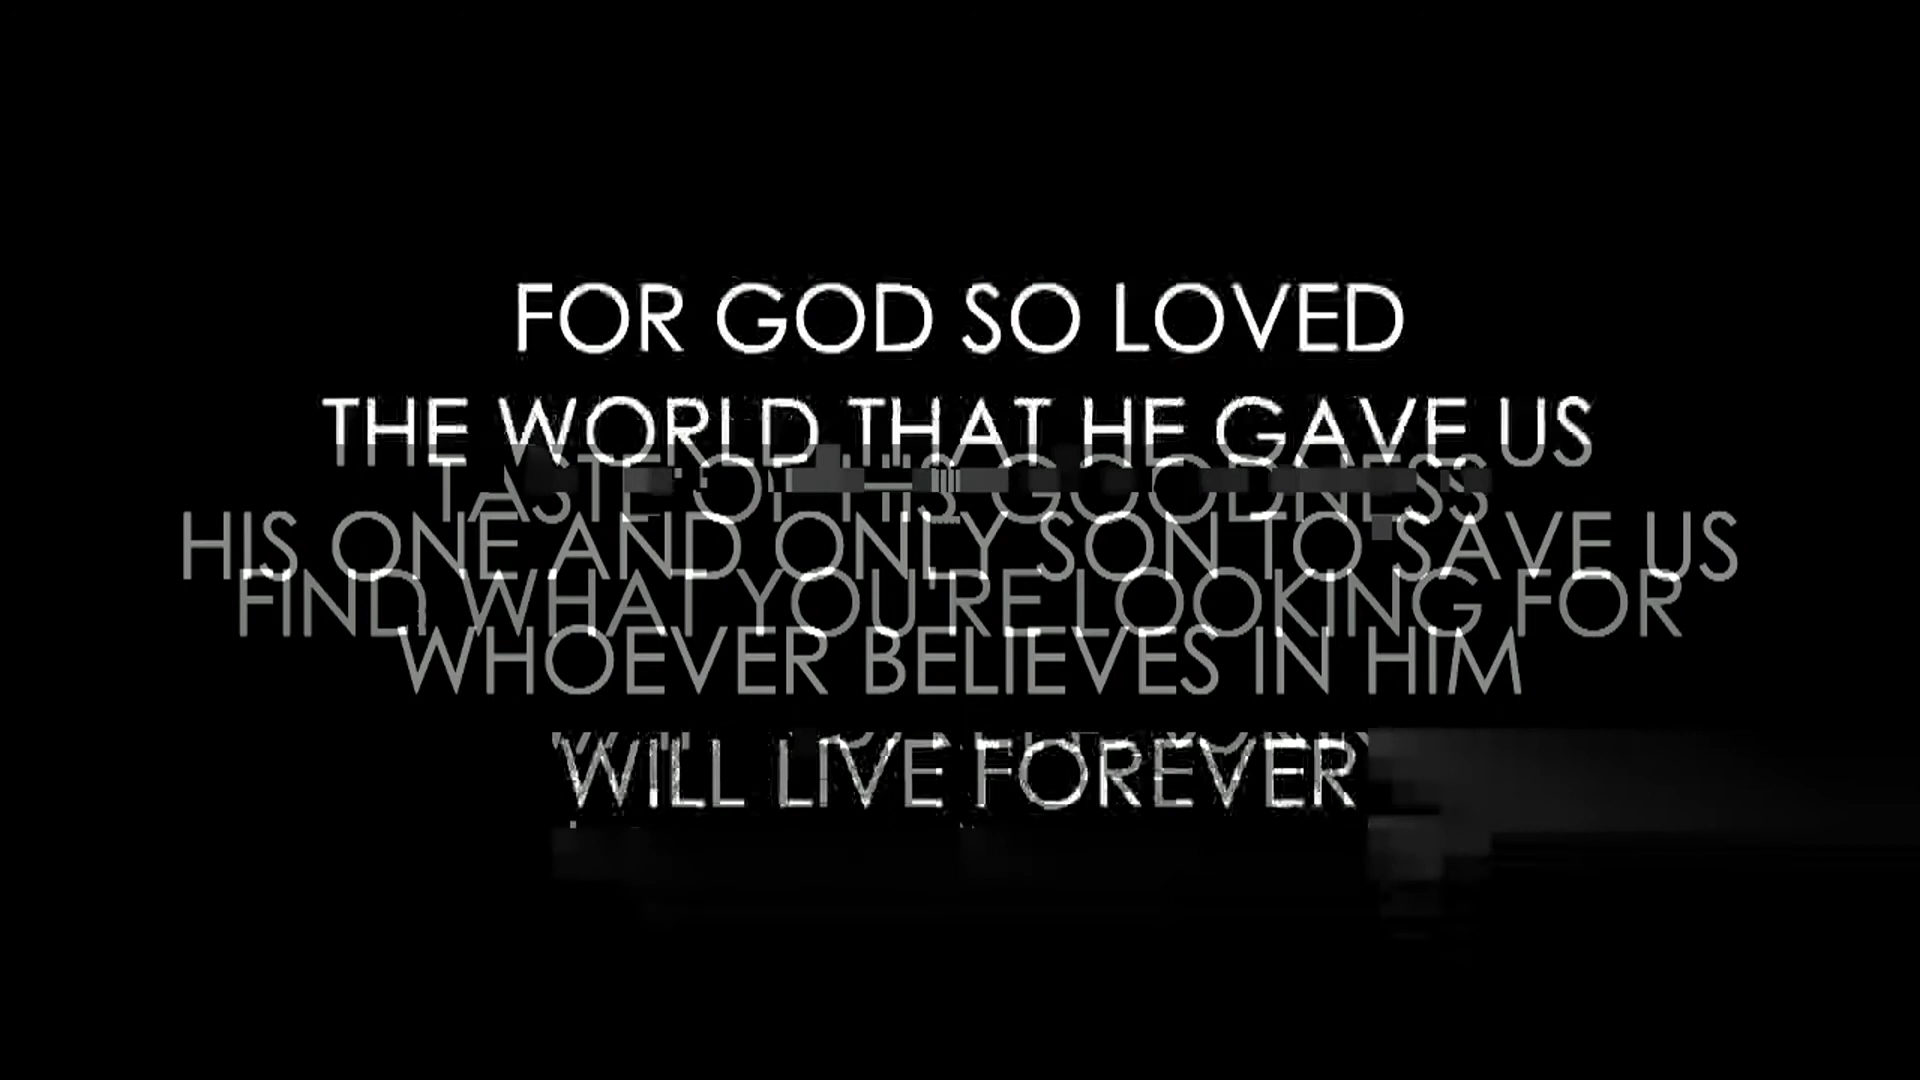 FOR GOD SO LOVED
THE WORLD THAT HE GAVE US
TASTE OF HIS GOODNESS
HIS ONE AND ONLY SON TO SAVE US
FIND WHAT YOU'RE LOOKING FOR
WHOEVER BELIEVES IN HIM
WILL LIVE FOREVER